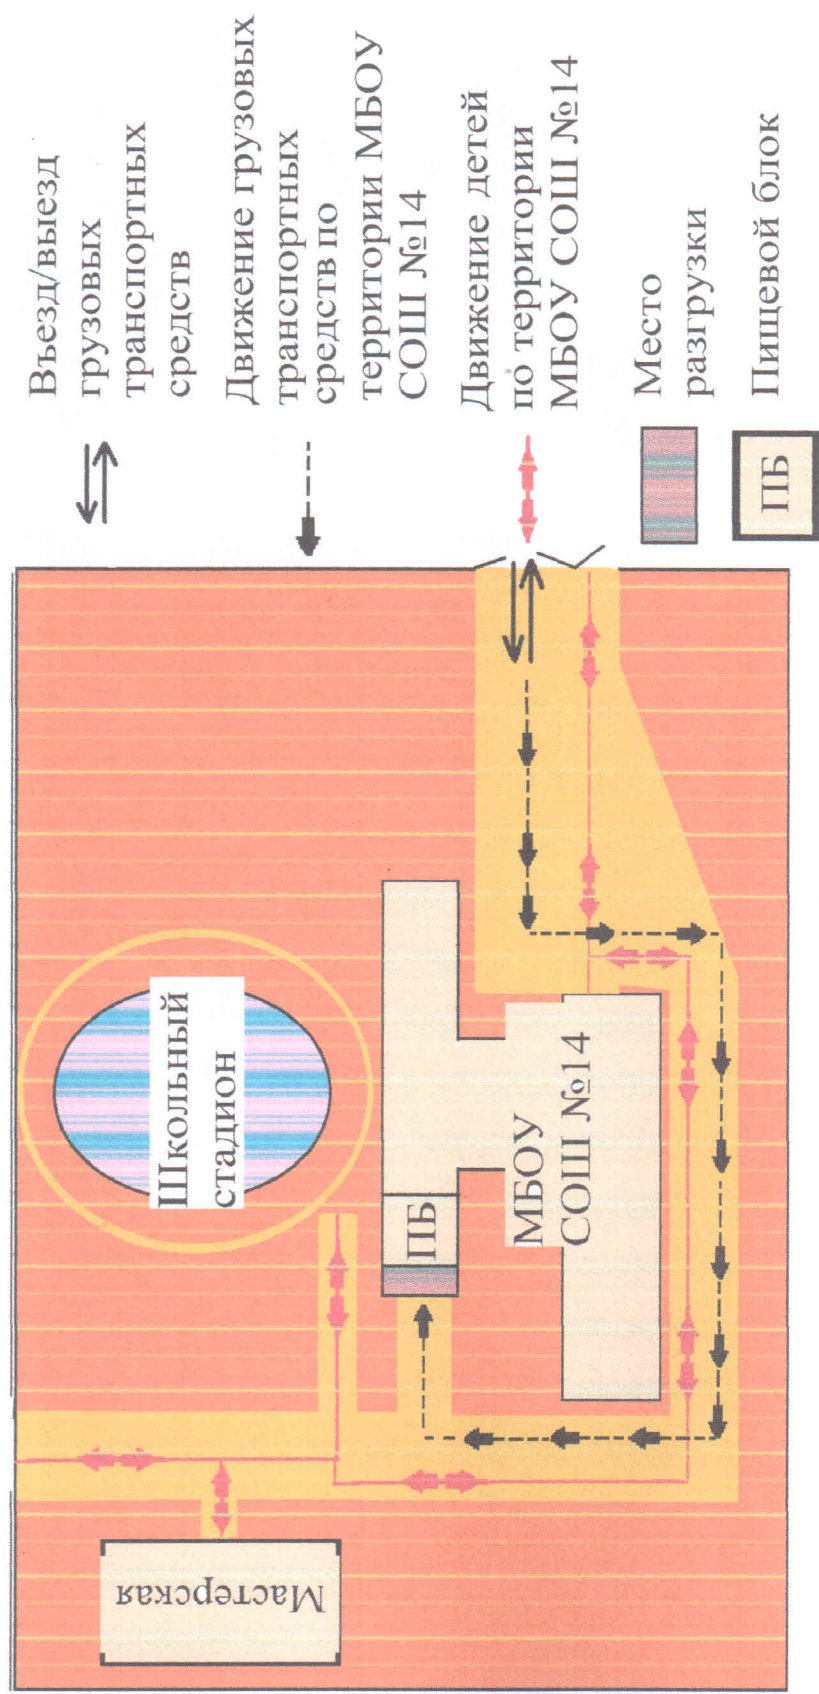 Школьный
стадион
Мастерская
ПБ
МБОУ
СОШ №14
Въезд/выезд
грузовых
транспортных
средств
Движение грузовых
транспортных
средств по
территории МБОУ
СОШ №14
Движение детей
по территории
МБОУ СОШ №14
Место
разгрузки
ПБ
Пищевой блок